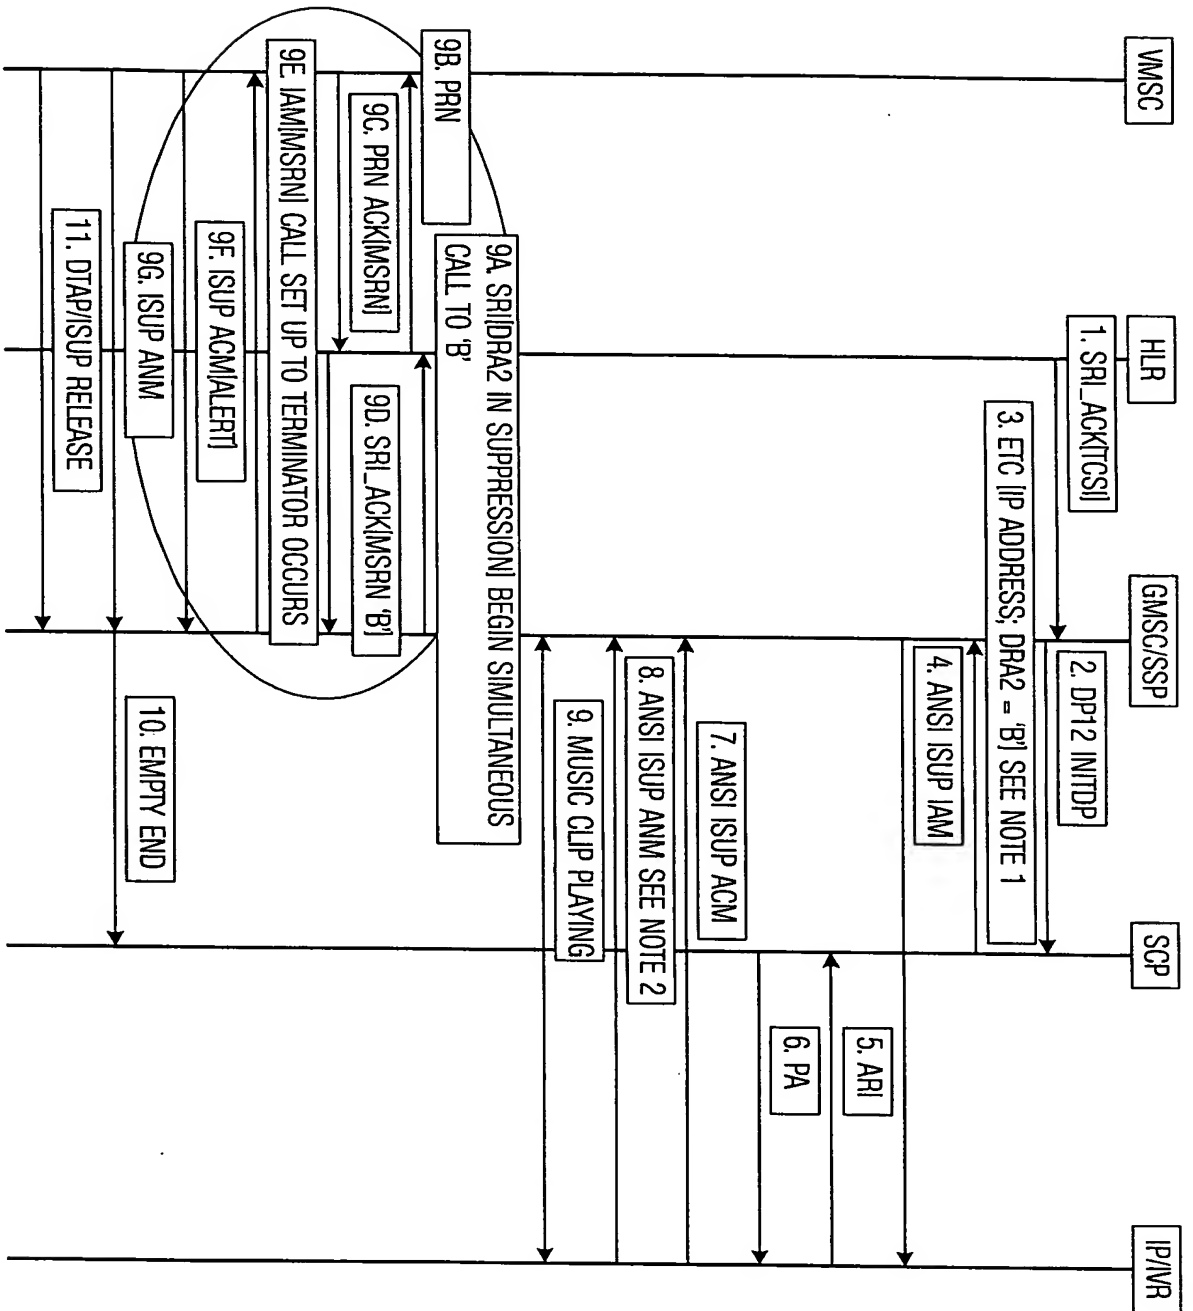 VMSC
HLR
GMSC/SSP
SCP
IP/IVR
1. SRI_ACK[TCSI]
2. DP12 INITDP
3. ETC [IP ADDRESS; DRA2 = 'B'] SEE NOTE 1
4. ANSI ISUP IAM
5. ARI
6. PA
7. ANSI ISUP ACM
8. ANSI ISUP ANM SEE NOTE 2
9. MUSIC CLIP PLAYING
9A. SRI[DRA2 IN SUPPRESSION] BEGIN SIMULTANEOUS
CALL TO 'B'
9B. PRN
9C. PRN ACK[MSRN]
9D. SRI_ACK[MSRN 'B']
9E. IAM[MSRN] CALL SET UP TO TERMINATOR OCCURS
9F. ISUP ACM[ALERT]
9G. ISUP ANM
10. EMPTY END
11. DTAP/ISUP RELEASE